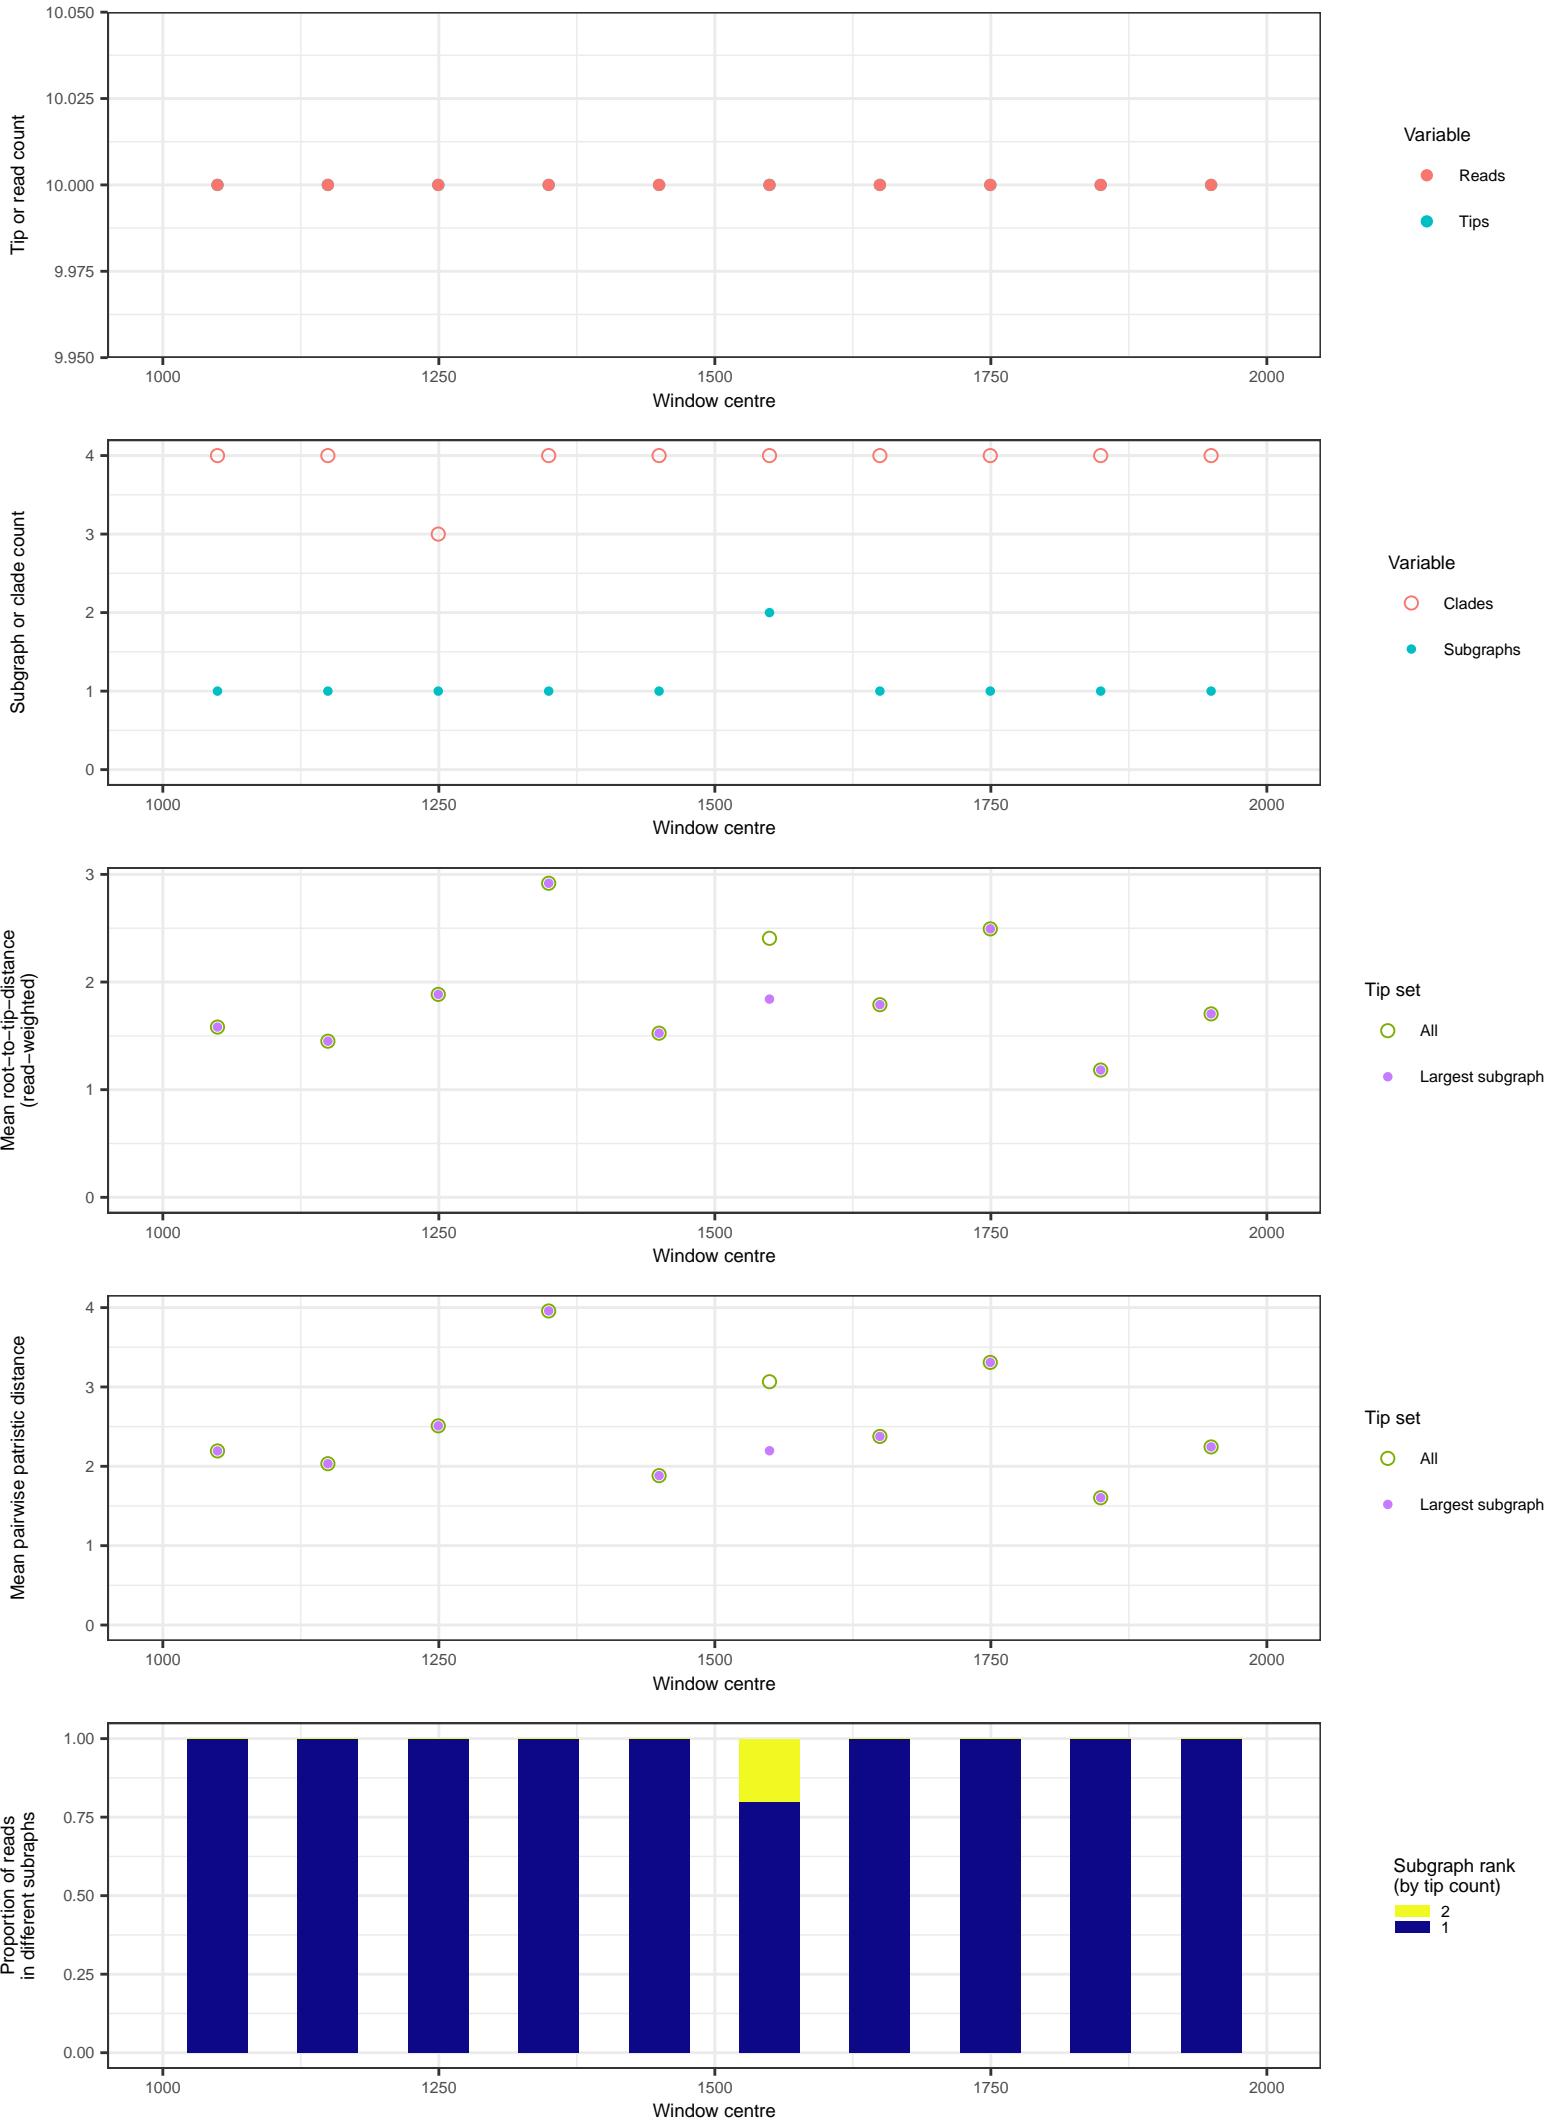 10.050
10.025
10.000
9.975
9.950
Tip or read count
1000 1250 1500 1750 2000
Window centre
Variable
Reads
Tips
4
3
2
1
0
Subgraph or clade count
1000 1250 1500 1750 2000
Window centre
Variable
Clades
Subgraphs
3
2
1
0
Mean root−to−tip−distance
(read−weighted)
1000 1250 1500 1750 2000
Window centre
Tip set
All
Largest subgraph
4
3
2
1
0
Mean pairwise patristic distance
1000 1250 1500 1750 2000
Window centre
Tip set
All
Largest subgraph
1.00
0.75
0.50
0.25
0.00
Proportion of reads
in different subraphs
1000 1250 1500 1750 2000
Window centre
Subgraph rank
(by tip count)
2
1